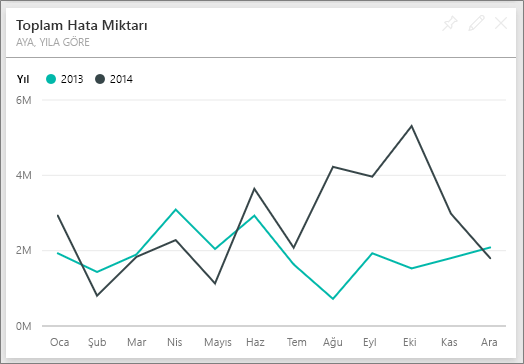 Toplam Hata Miktarı
AYA, YILA GÖRE
Yıl 2013 2014
6M
4M
2M
0M
Oca Şub Mar Nis Mayıs Haz Tem Ağu Eyl Eki Kas Ara